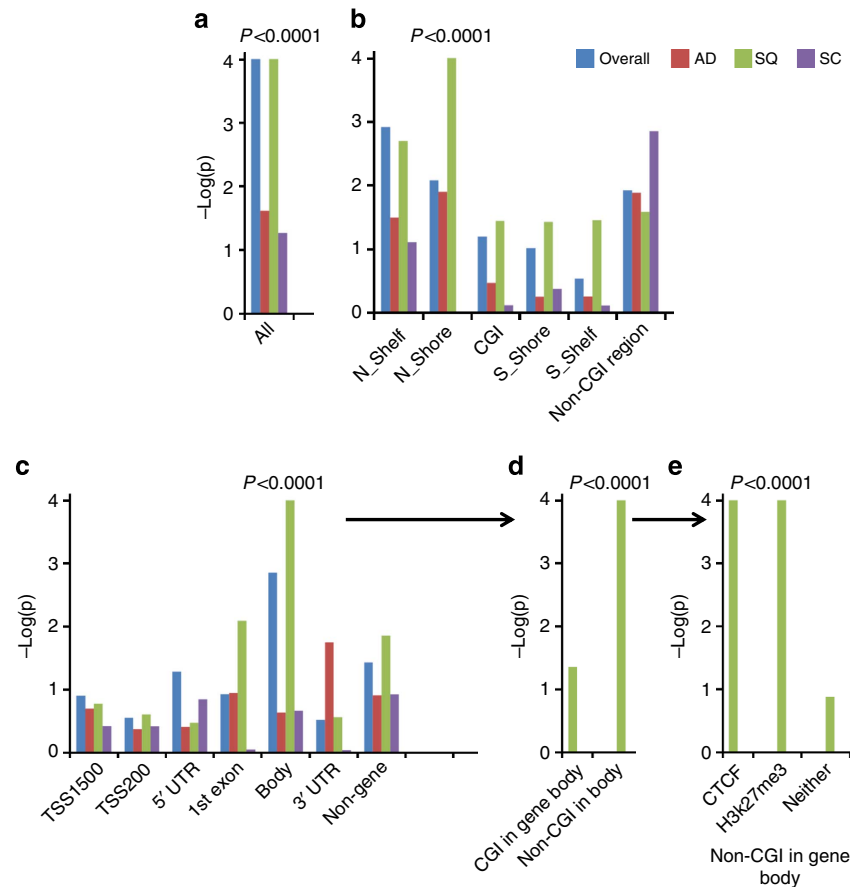 a
P<0.0001
4
3
2
1
0
–Log(p)
All
b
P<0.0001
Overall
AD
SQ
SC
4
3
2
1
0
N_Shelf
N_Shore
CGI
S_Shore
S_Shelf
Non-CGI region
c
P<0.0001
4
3
2
1
0
–Log(p)
TSS1500
TSS200
5′ UTR
1st exon
Body
3′ UTR
Non-gene
d
P<0.0001
4
3
2
1
0
–Log(p)
CGI in gene body
Non-CGI in body
e
P<0.0001
4
3
2
1
0
–Log(p)
CTCF
H3k27me3
Neither
Non-CGI in gene
body